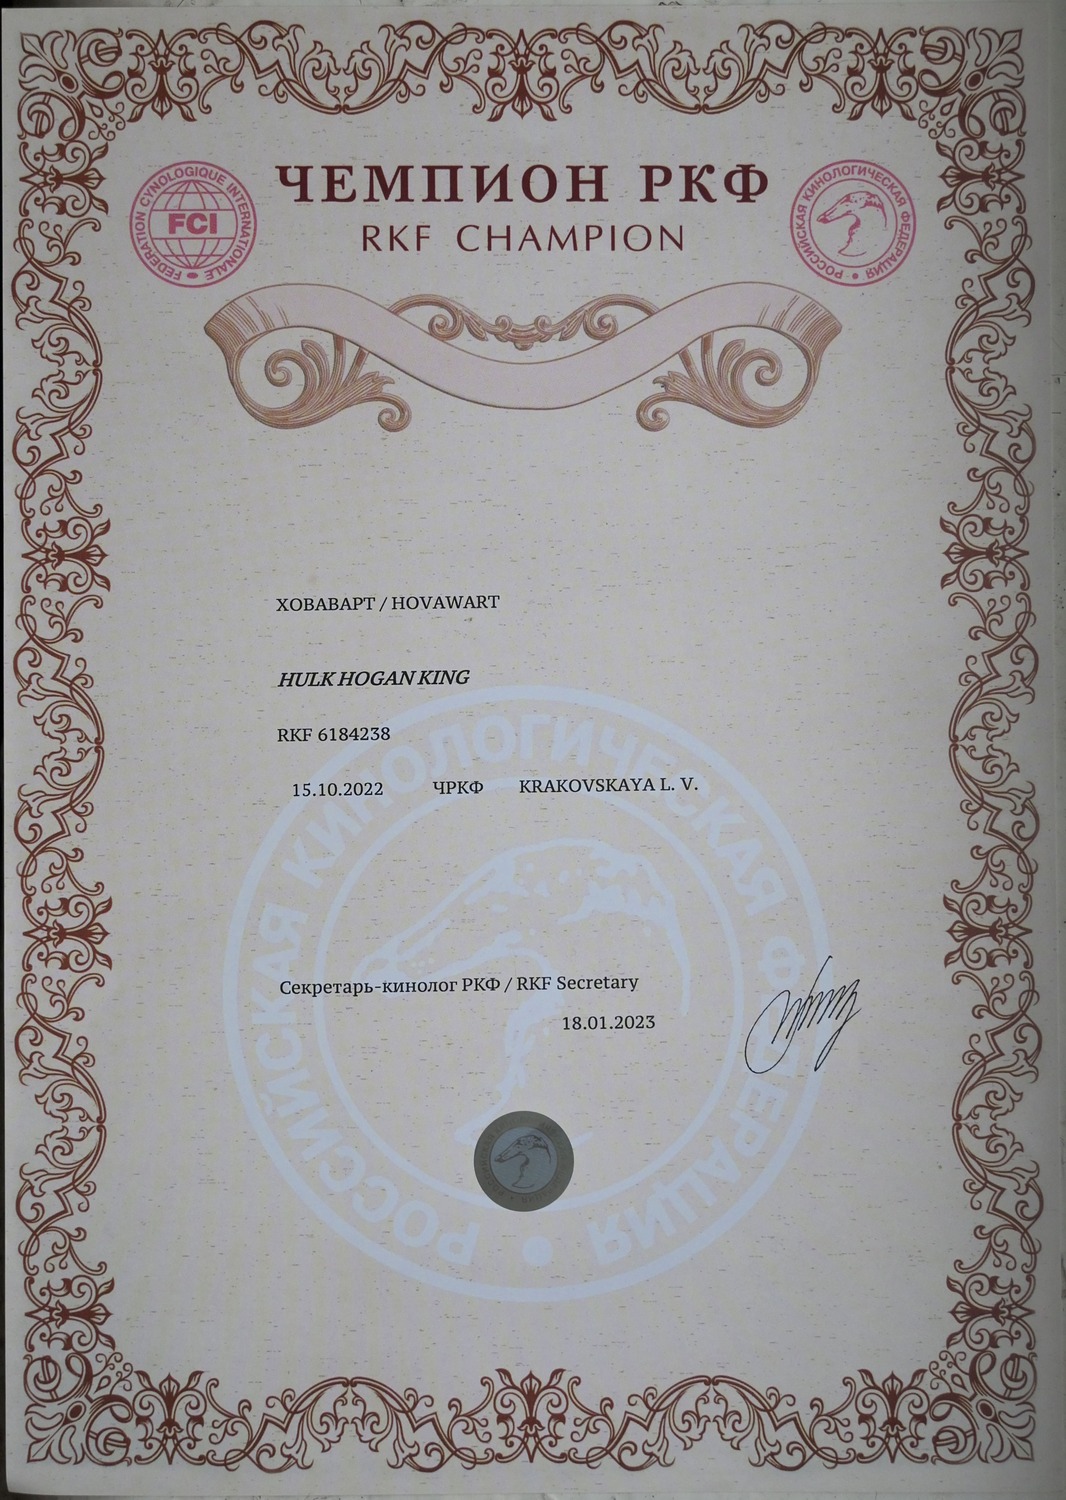 ЧЕМПИОН РКФ
RKF CHAMPION
FEDERATION CYNOLOGIQUE INTERNATIONALE
FCI
РОССИЙСКАЯ КИНОЛОГИЧЕСКАЯ ФЕДЕРАЦИЯ
ХОВАВАРТ / HOVAWART
HULK HOGAN KING
RKF 6184238
15.10.2022 ЧРКФ KRAKOVSKAYA L. V.
РОССИЙСКАЯ КИНОЛОГИЧЕСКАЯ ФЕДЕРАЦИЯ
Секретарь-кинолог РКФ / RKF Secretary
18.01.2023